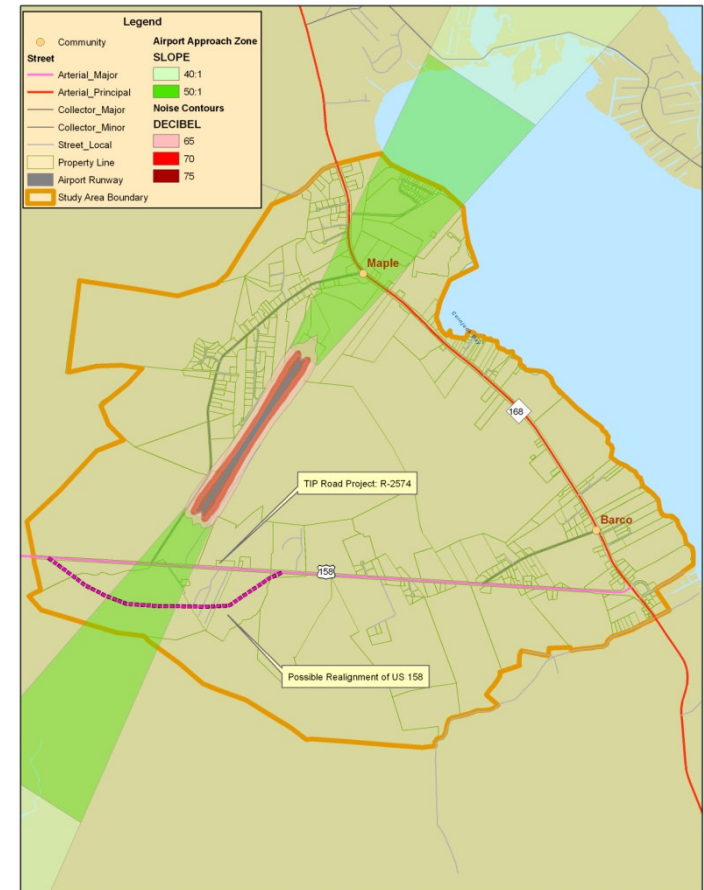 Legend
Community
Street
Arterial_Major
Arterial_Principal
Collector_Major
Collector_Minor
Street_Local
Property Line
Airport Runway
Study Area Boundary
Airport Approach Zone
SLOPE
40:1
50:1
Noise Contours
DECIBEL
65
70
75
Maple
168
TIP Road Project: R-2574
Barco
158
Possible Realignment of US 158